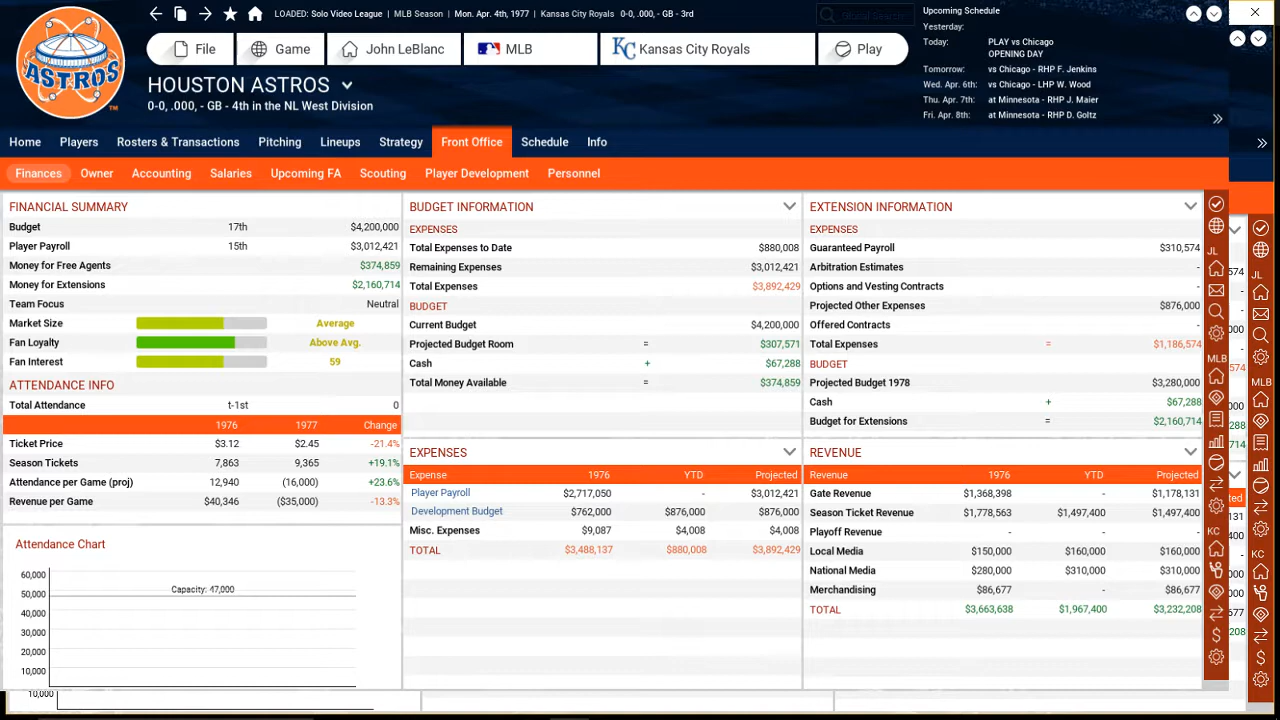 LOADED: Solo Video League | MLB Season | Mon. Apr. 4th, 1977 | Kansas City Royals 0-0, .000, - GB - 3rd
File
Game
John LeBlanc
MLB
Kansas City Royals
Play
ASTROS
HOUSTON ASTROS
0-0, .000, - GB - 4th in the NL West Division
Upcoming Schedule
Yesterday:
Today: PLAY vs Chicago
OPENING DAY
Tomorrow: vs Chicago - RHP F. Jenkins
Wed. Apr. 6th: vs Chicago - LHP W. Wood
Thu. Apr. 7th: at Minnesota - RHP J. Maier
Fri. Apr. 8th: at Minnesota - RHP D. Goltz
Home Players Rosters & Transactions Pitching Lineups Strategy Front Office Schedule Info
Finances Owner Accounting Salaries Upcoming FA Scouting Player Development Personnel
FINANCIAL SUMMARY
Budget 17th $4,200,000
Player Payroll 15th $3,012,421
Money for Free Agents $374,859
Money for Extensions $2,160,714
Team Focus Neutral
Market Size Average
Fan Loyalty Above Avg.
Fan Interest 59
ATTENDANCE INFO
Total Attendance t-1st 0
1976 1977 Change
Ticket Price $3.12 $2.45 -21.4%
Season Tickets 7,863 9,365 +19.1%
Attendance per Game (proj) 12,940 (16,000) +23.6%
Revenue per Game $40,346 ($35,000) -13.3%
Attendance Chart
60,000
50,000
Capacity: 47,000
40,000
30,000
20,000
10,000
10,000
BUDGET INFORMATION
EXPENSES
Total Expenses to Date $880,008
Remaining Expenses $3,012,421
Total Expenses $3,892,429
BUDGET
Current Budget $4,200,000
Projected Budget Room = $307,571
Cash + $67,288
Total Money Available = $374,859
EXPENSES
Expense 1976 YTD Projected
Player Payroll $2,717,050 - $3,012,421
Development Budget $762,000 $876,000 $876,000
Misc. Expenses $9,087 $4,008 $4,008
TOTAL $3,488,137 $880,008 $3,892,429
EXTENSION INFORMATION
EXPENSES
Guaranteed Payroll $310,574
Arbitration Estimates -
Options and Vesting Contracts -
Projected Other Expenses $876,000
Offered Contracts -
Total Expenses = $1,186,574
BUDGET
Projected Budget 1978 $3,280,000
Cash + $67,288
Budget for Extensions = $2,160,714
REVENUE
Revenue 1976 YTD Projected
Gate Revenue $1,368,398 - $1,178,131
Season Ticket Revenue $1,778,563 $1,497,400 $1,497,400
Playoff Revenue - - -
Local Media $150,000 $160,000 $160,000
National Media $280,000 $310,000 $310,000
Merchandising $86,677 - $86,677
TOTAL $3,663,638 $1,967,400 $3,232,208
JL
MLB
KC
JL
MLB
KC